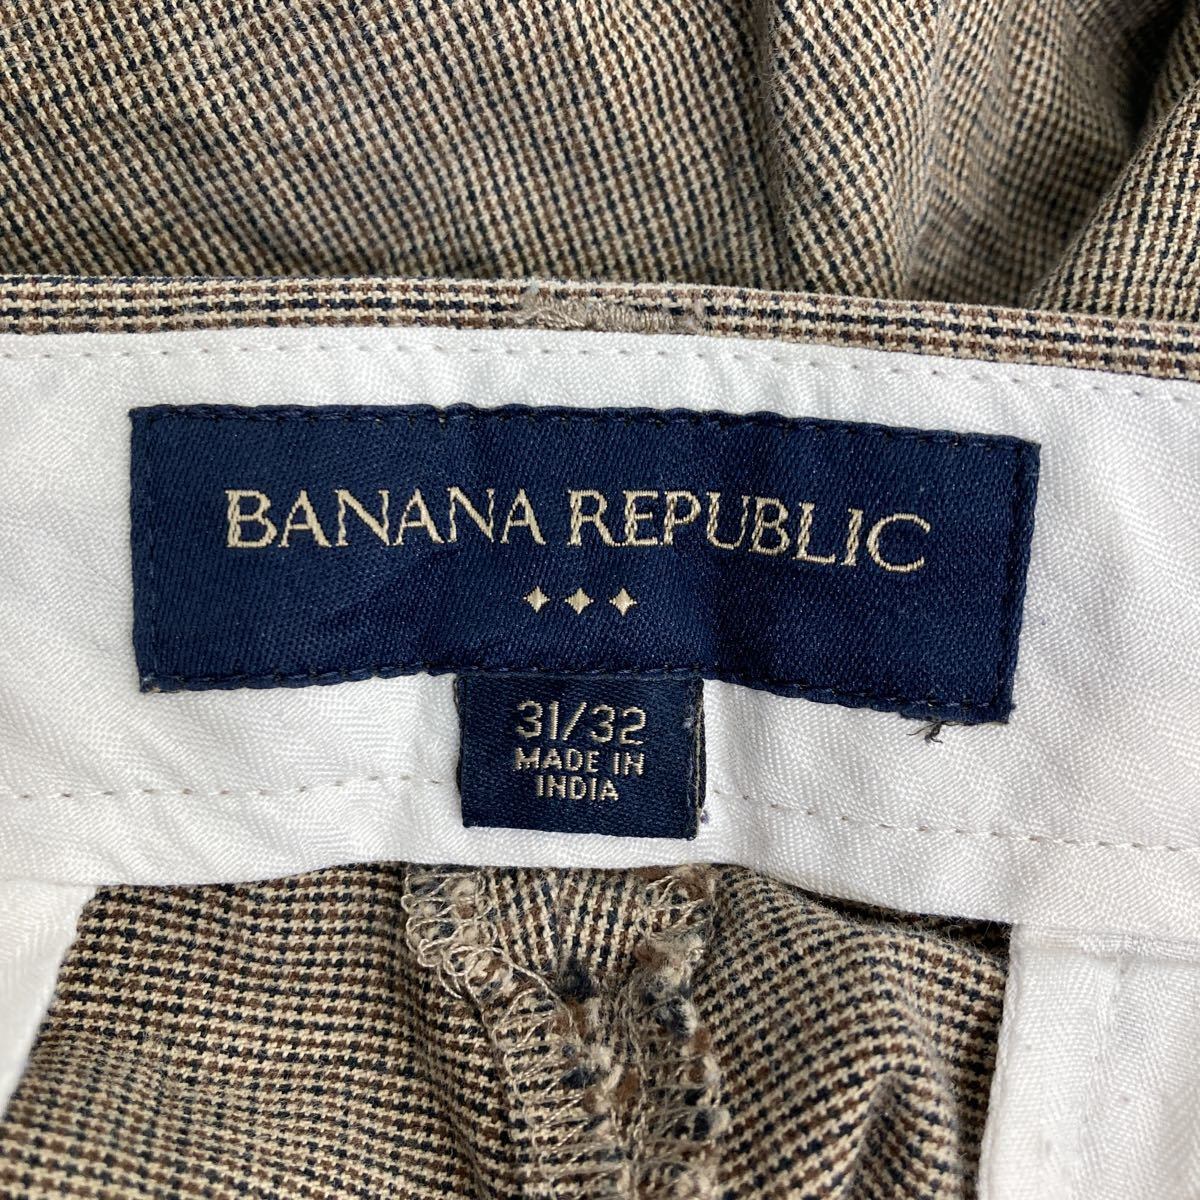 BANANA REPUBLIC
31/32
MADE IN
INDIA